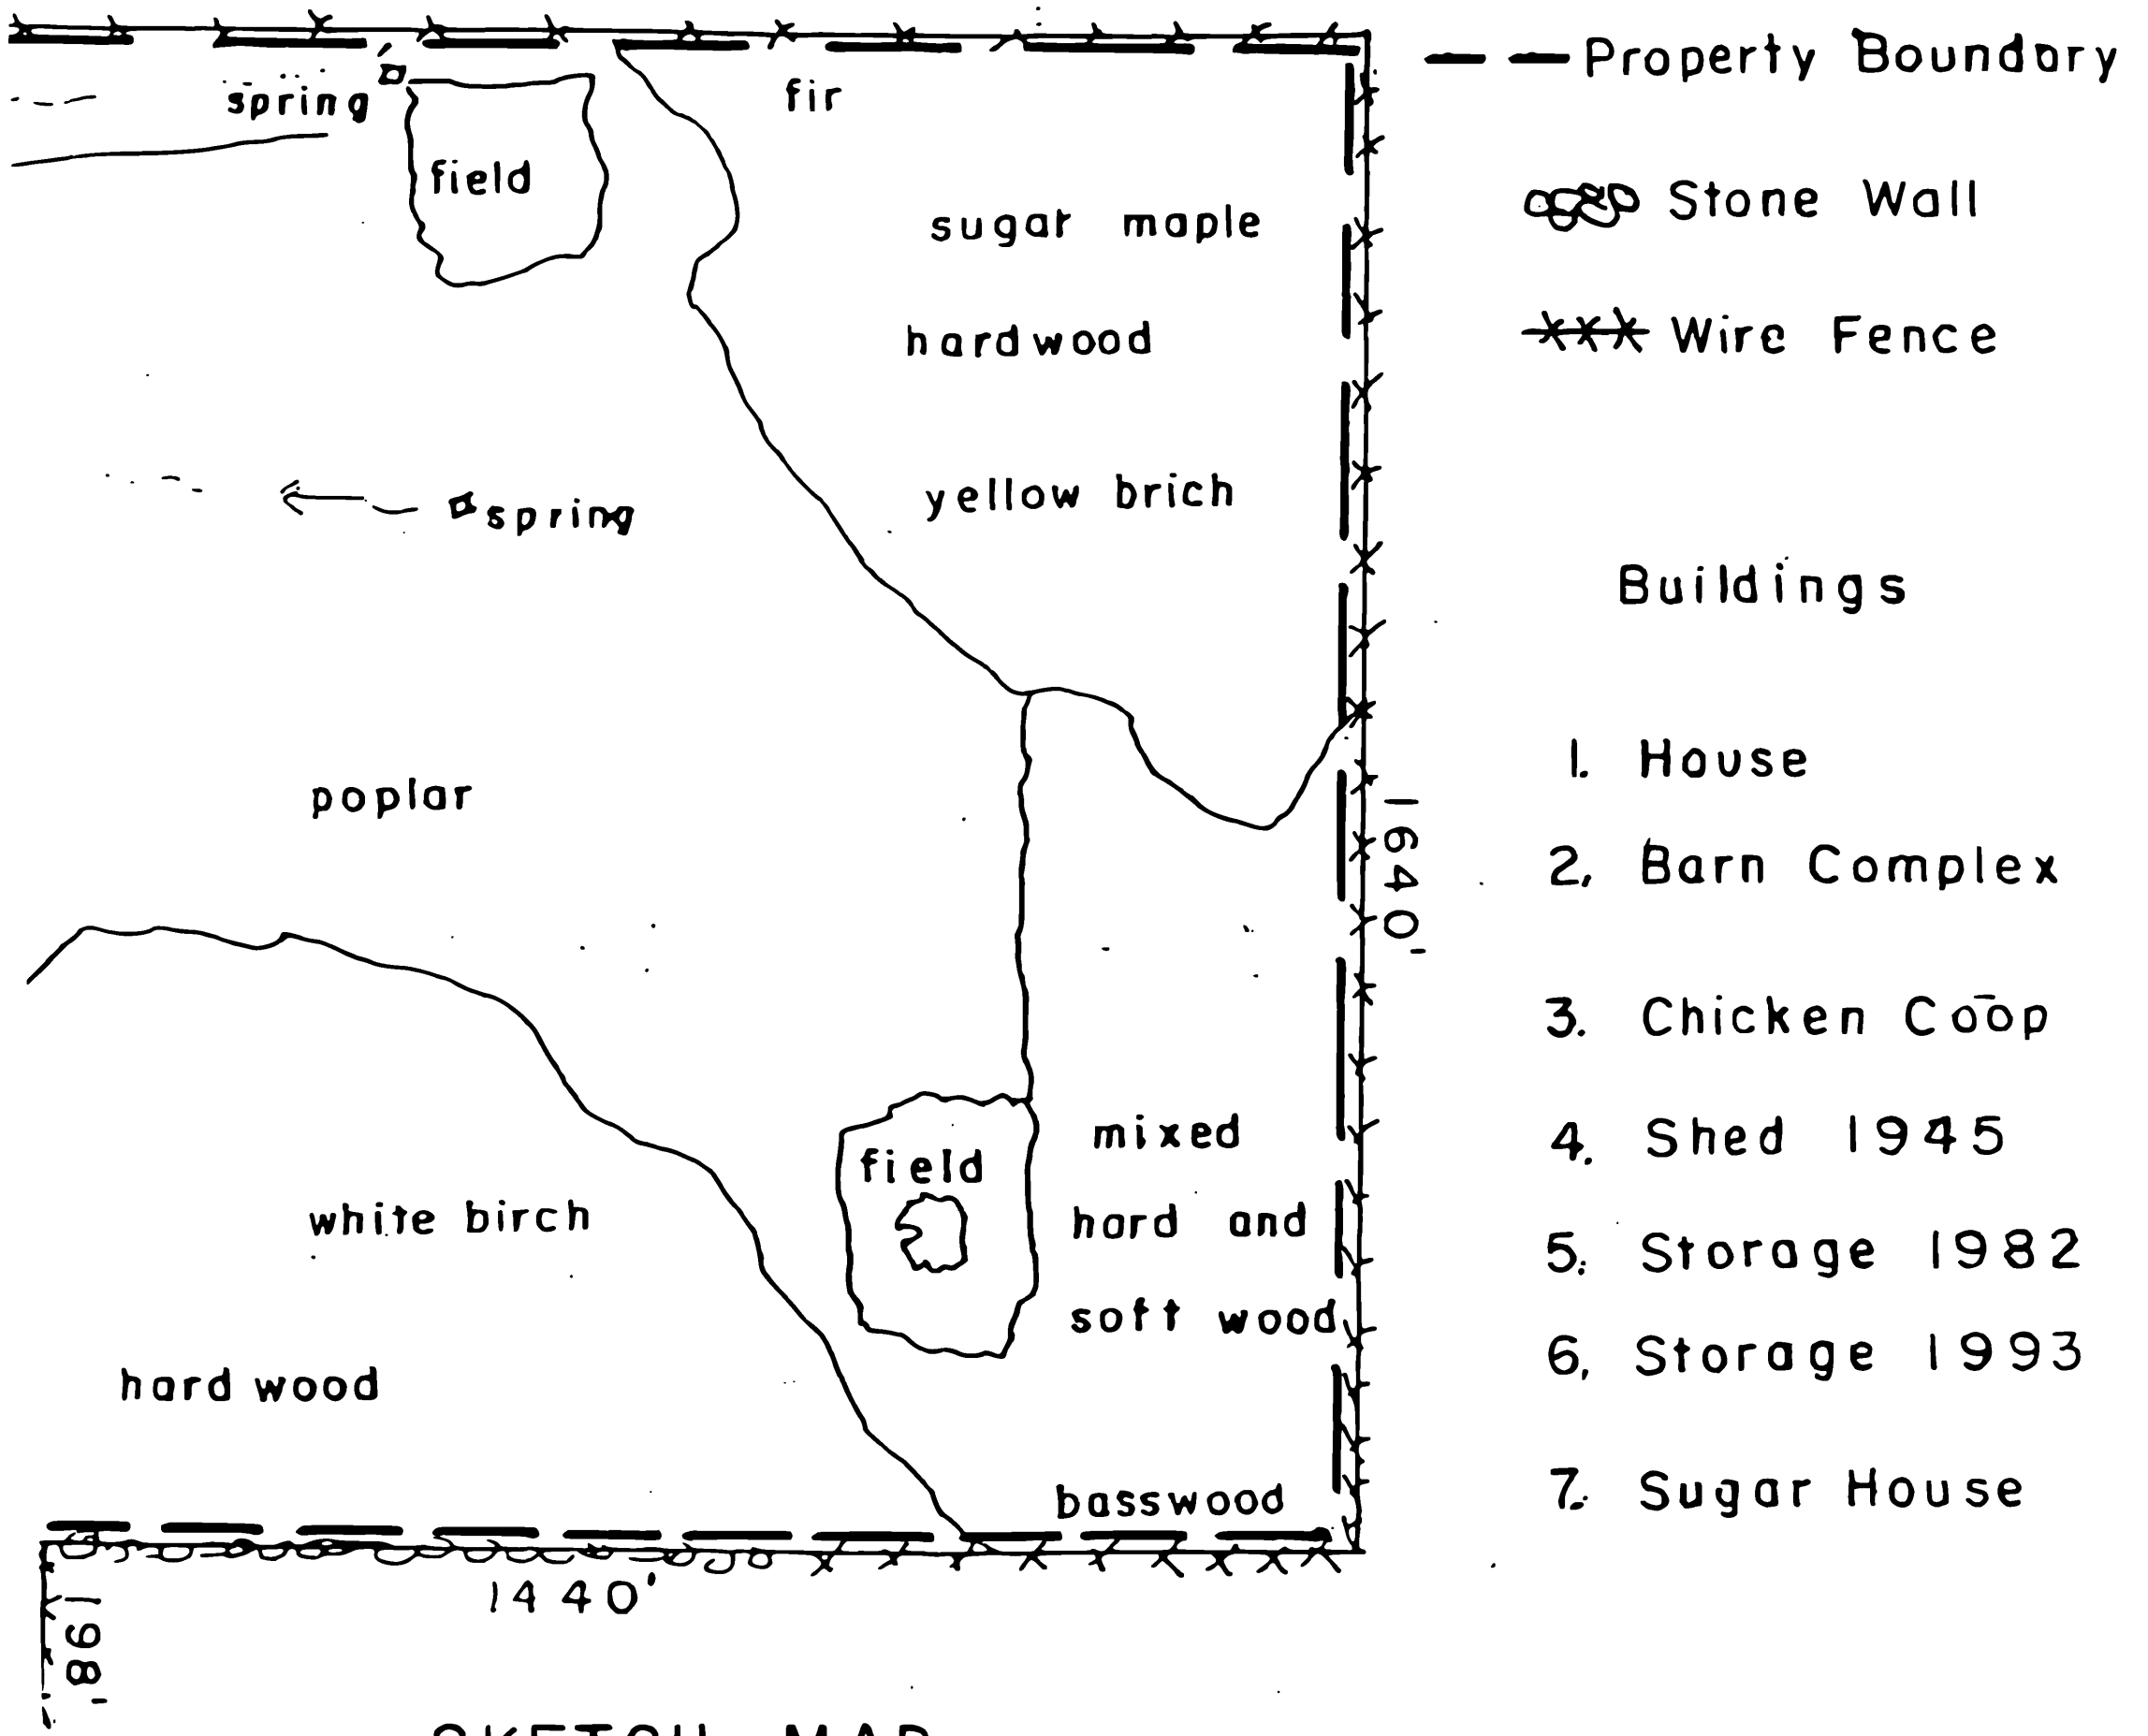 Property Boundary
Stone Wall
Wire Fence
Buildings
1. House
2. Barn Complex
3. Chicken Coop
4. Shed 1945
5. Storage 1982
6. Storage 1993
7. Sugar House
spring
field
fir
sugar maple
hardwood
yellow brich
spring
poplar
1640'
field
mixed
hard and
soft wood
white birch
hard wood
basswood
1440'
198'
SKETCH MAP